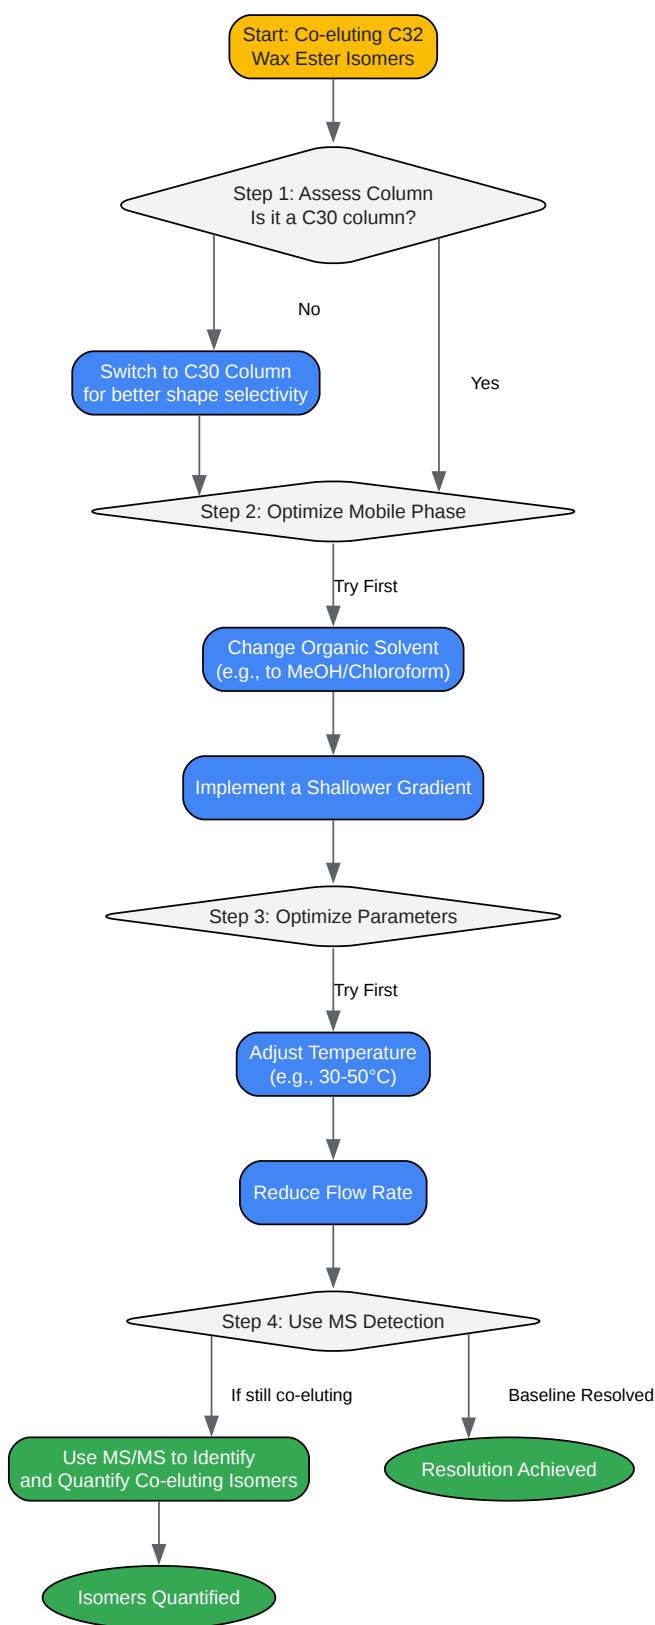 Start: Co-eluting C32
Wax Ester Isomers
Step 1: Assess Column
Is it a C30 column?
No
Yes
Switch to C30 Column
for better shape selectivity
Step 2: Optimize Mobile Phase
Try First
Change Organic Solvent
(e.g., to MeOH/Chloroform)
Implement a Shallower Gradient
Step 3: Optimize Parameters
Try First
Adjust Temperature
(e.g., 30-50°C)
Reduce Flow Rate
Step 4: Use MS Detection
If still co-eluting
Baseline Resolved
Use MS/MS to Identify
and Quantify Co-eluting Isomers
Resolution Achieved
Isomers Quantified